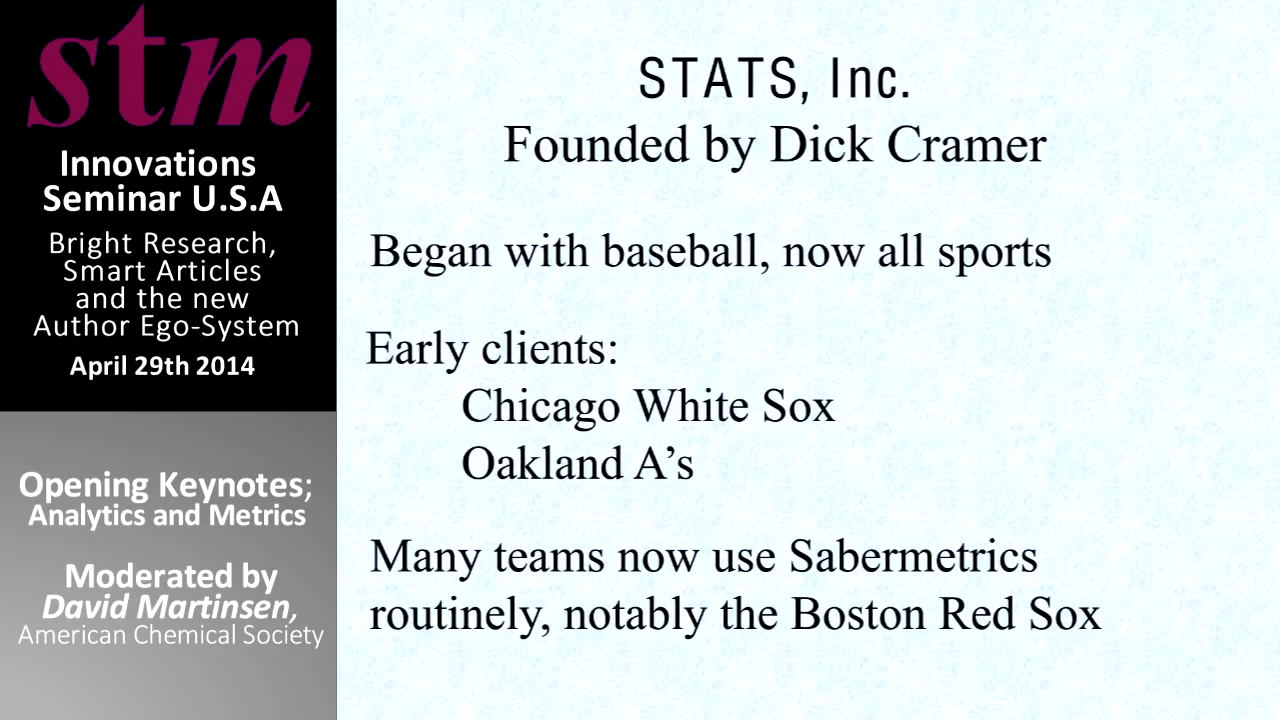 stm
Innovations
Seminar U.S.A
Bright Research,
Smart Articles
and the new
Author Ego-System
April 29th 2014
Opening Keynotes;
Analytics and Metrics
Moderated by
David Martinsen,
American Chemical Society
STATS, Inc.
Founded by Dick Cramer
Began with baseball, now all sports
Early clients:
Chicago White Sox
Oakland A’s
Many teams now use Sabermetrics
routinely, notably the Boston Red Sox